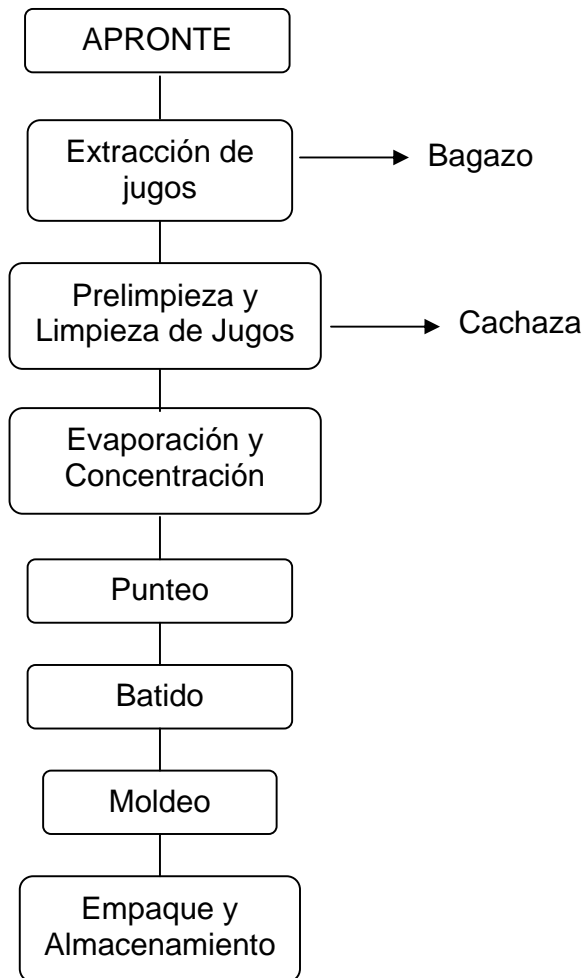 APRONTE
Extracción de
jugos
Bagazo
Prelimpieza y
Limpieza de Jugos
Cachaza
Evaporación y
Concentración
Punteo
Batido
Moldeo
Empaque y
Almacenamiento